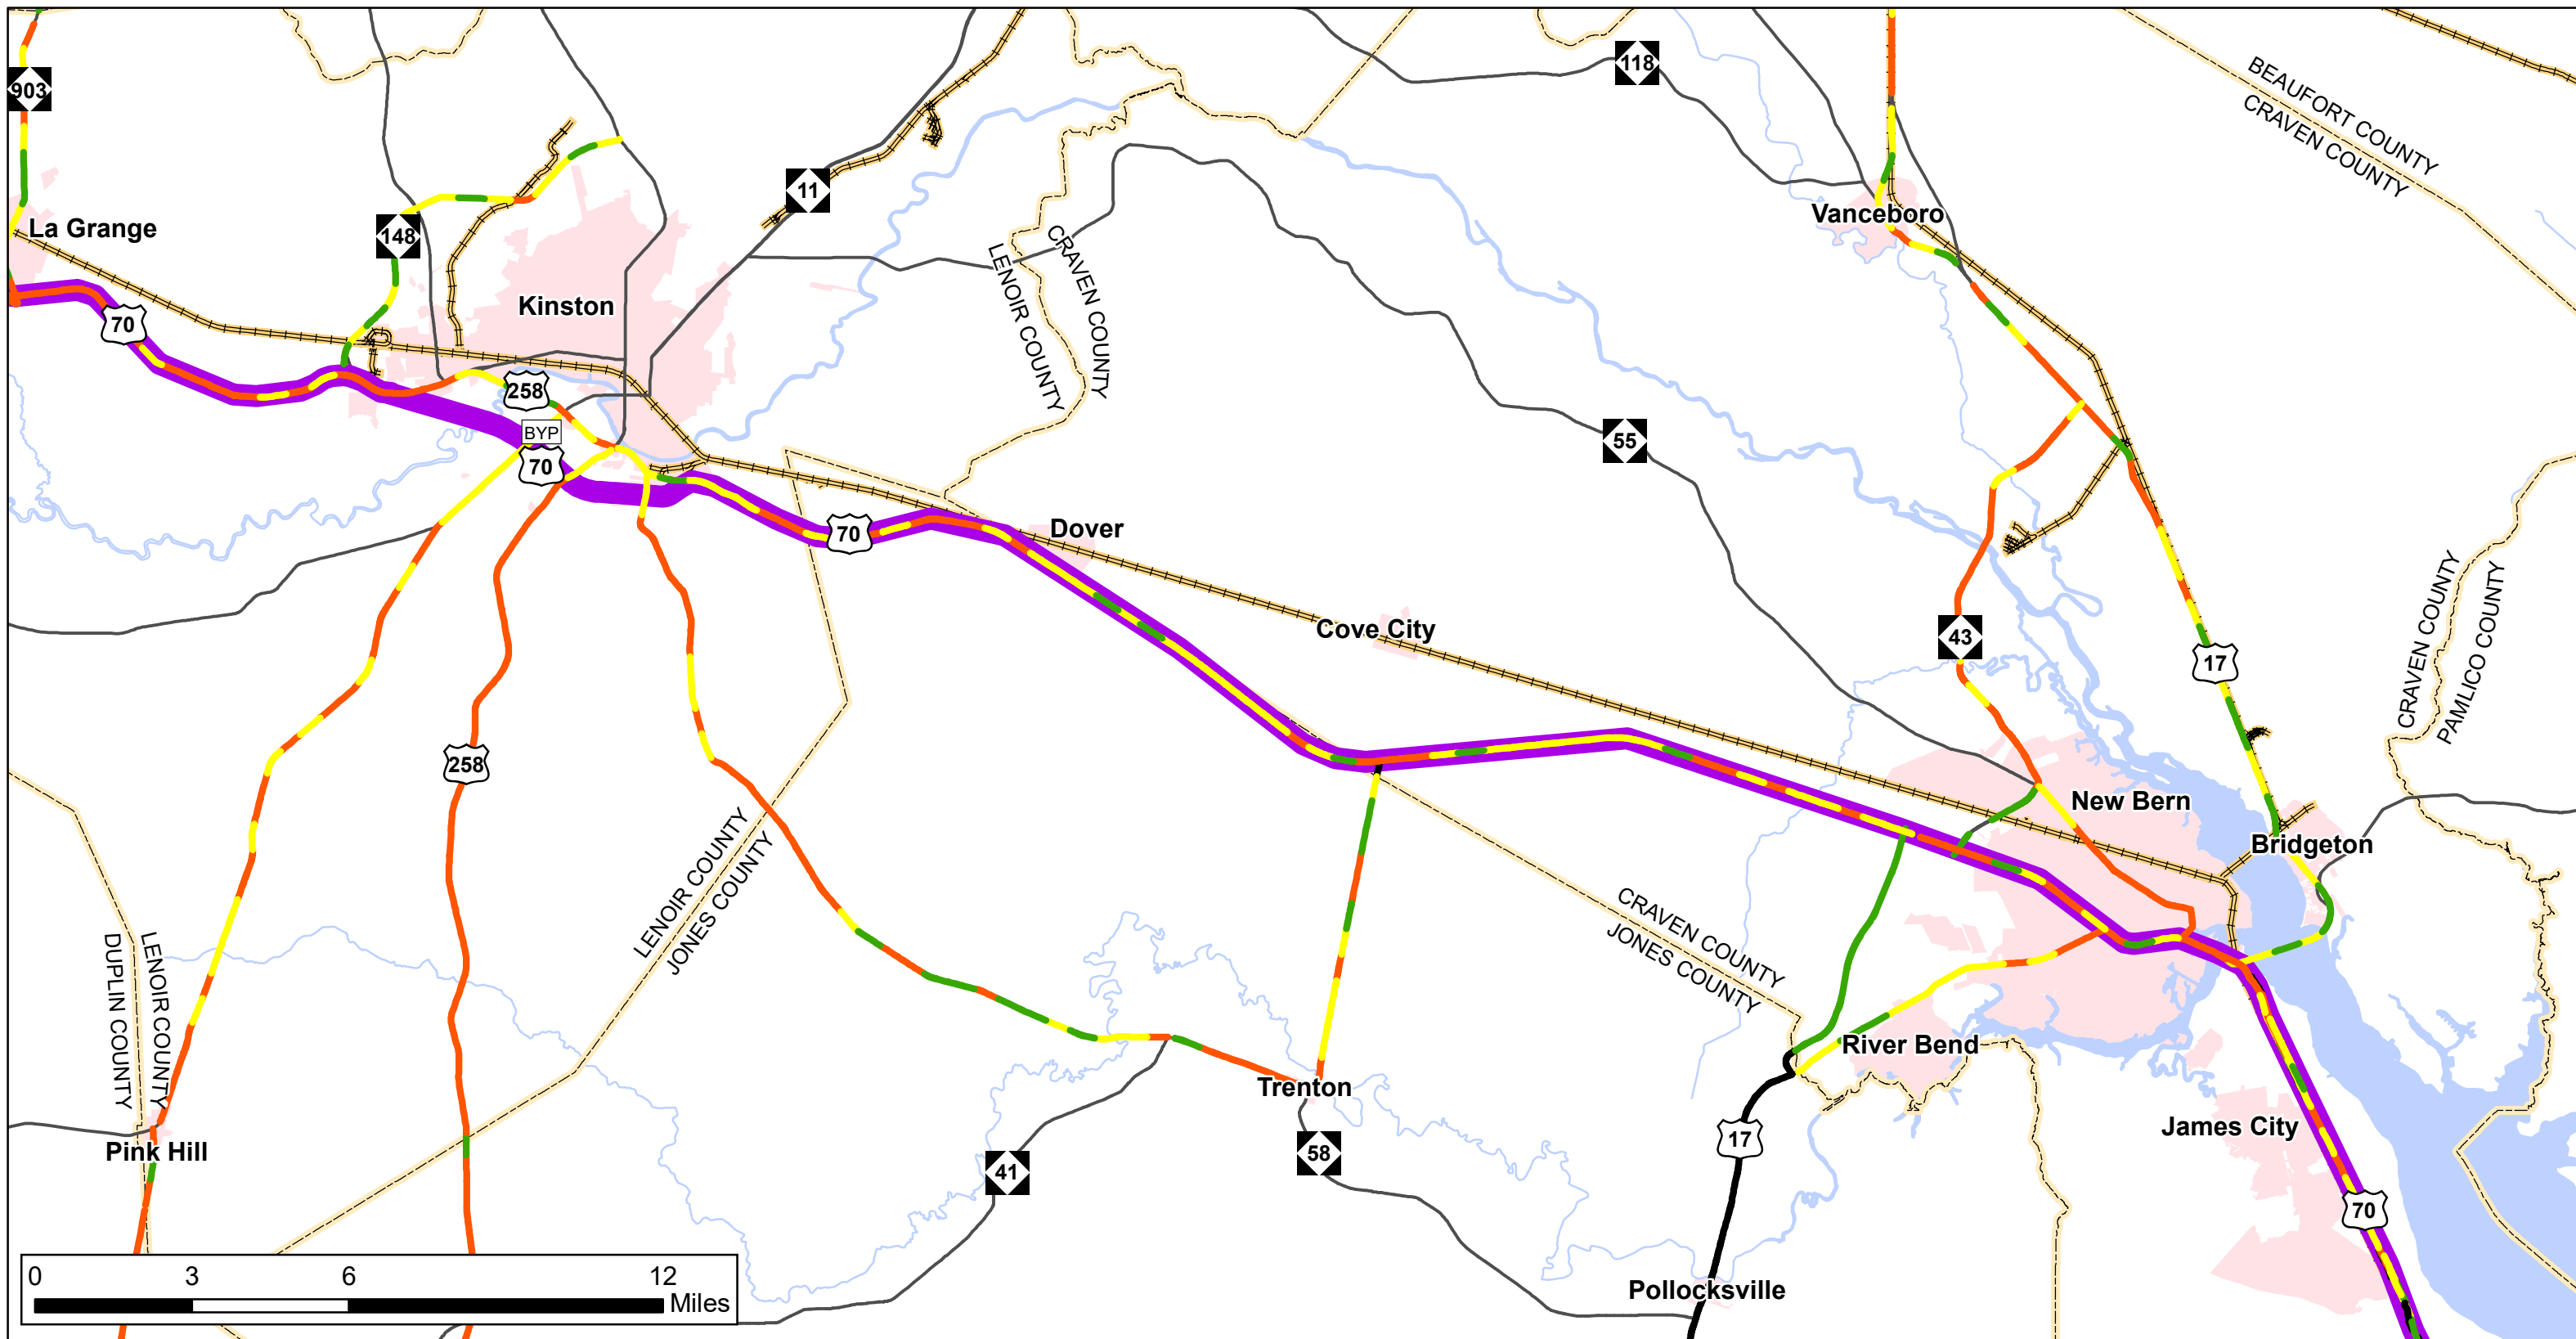 118
BEAUFORT COUNTY
CRAVEN COUNTY
903
11
La Grange
148
Vanceboro
LENOIR COUNTY
CRAVEN COUNTY
Kinston
70
258
BYP
70
55
70
Dover
Cove City
43
17
CRAVEN COUNTY
PAMLICO COUNTY
258
New Bern
Bridgeton
LENOIR COUNTY
JONES COUNTY
DUPLIN COUNTY
LENOIR COUNTY
CRAVEN COUNTY
JONES COUNTY
River Bend
Trenton
James City
17
Pink Hill
41
58
70
Pollocksville
0 3 6 12
Miles